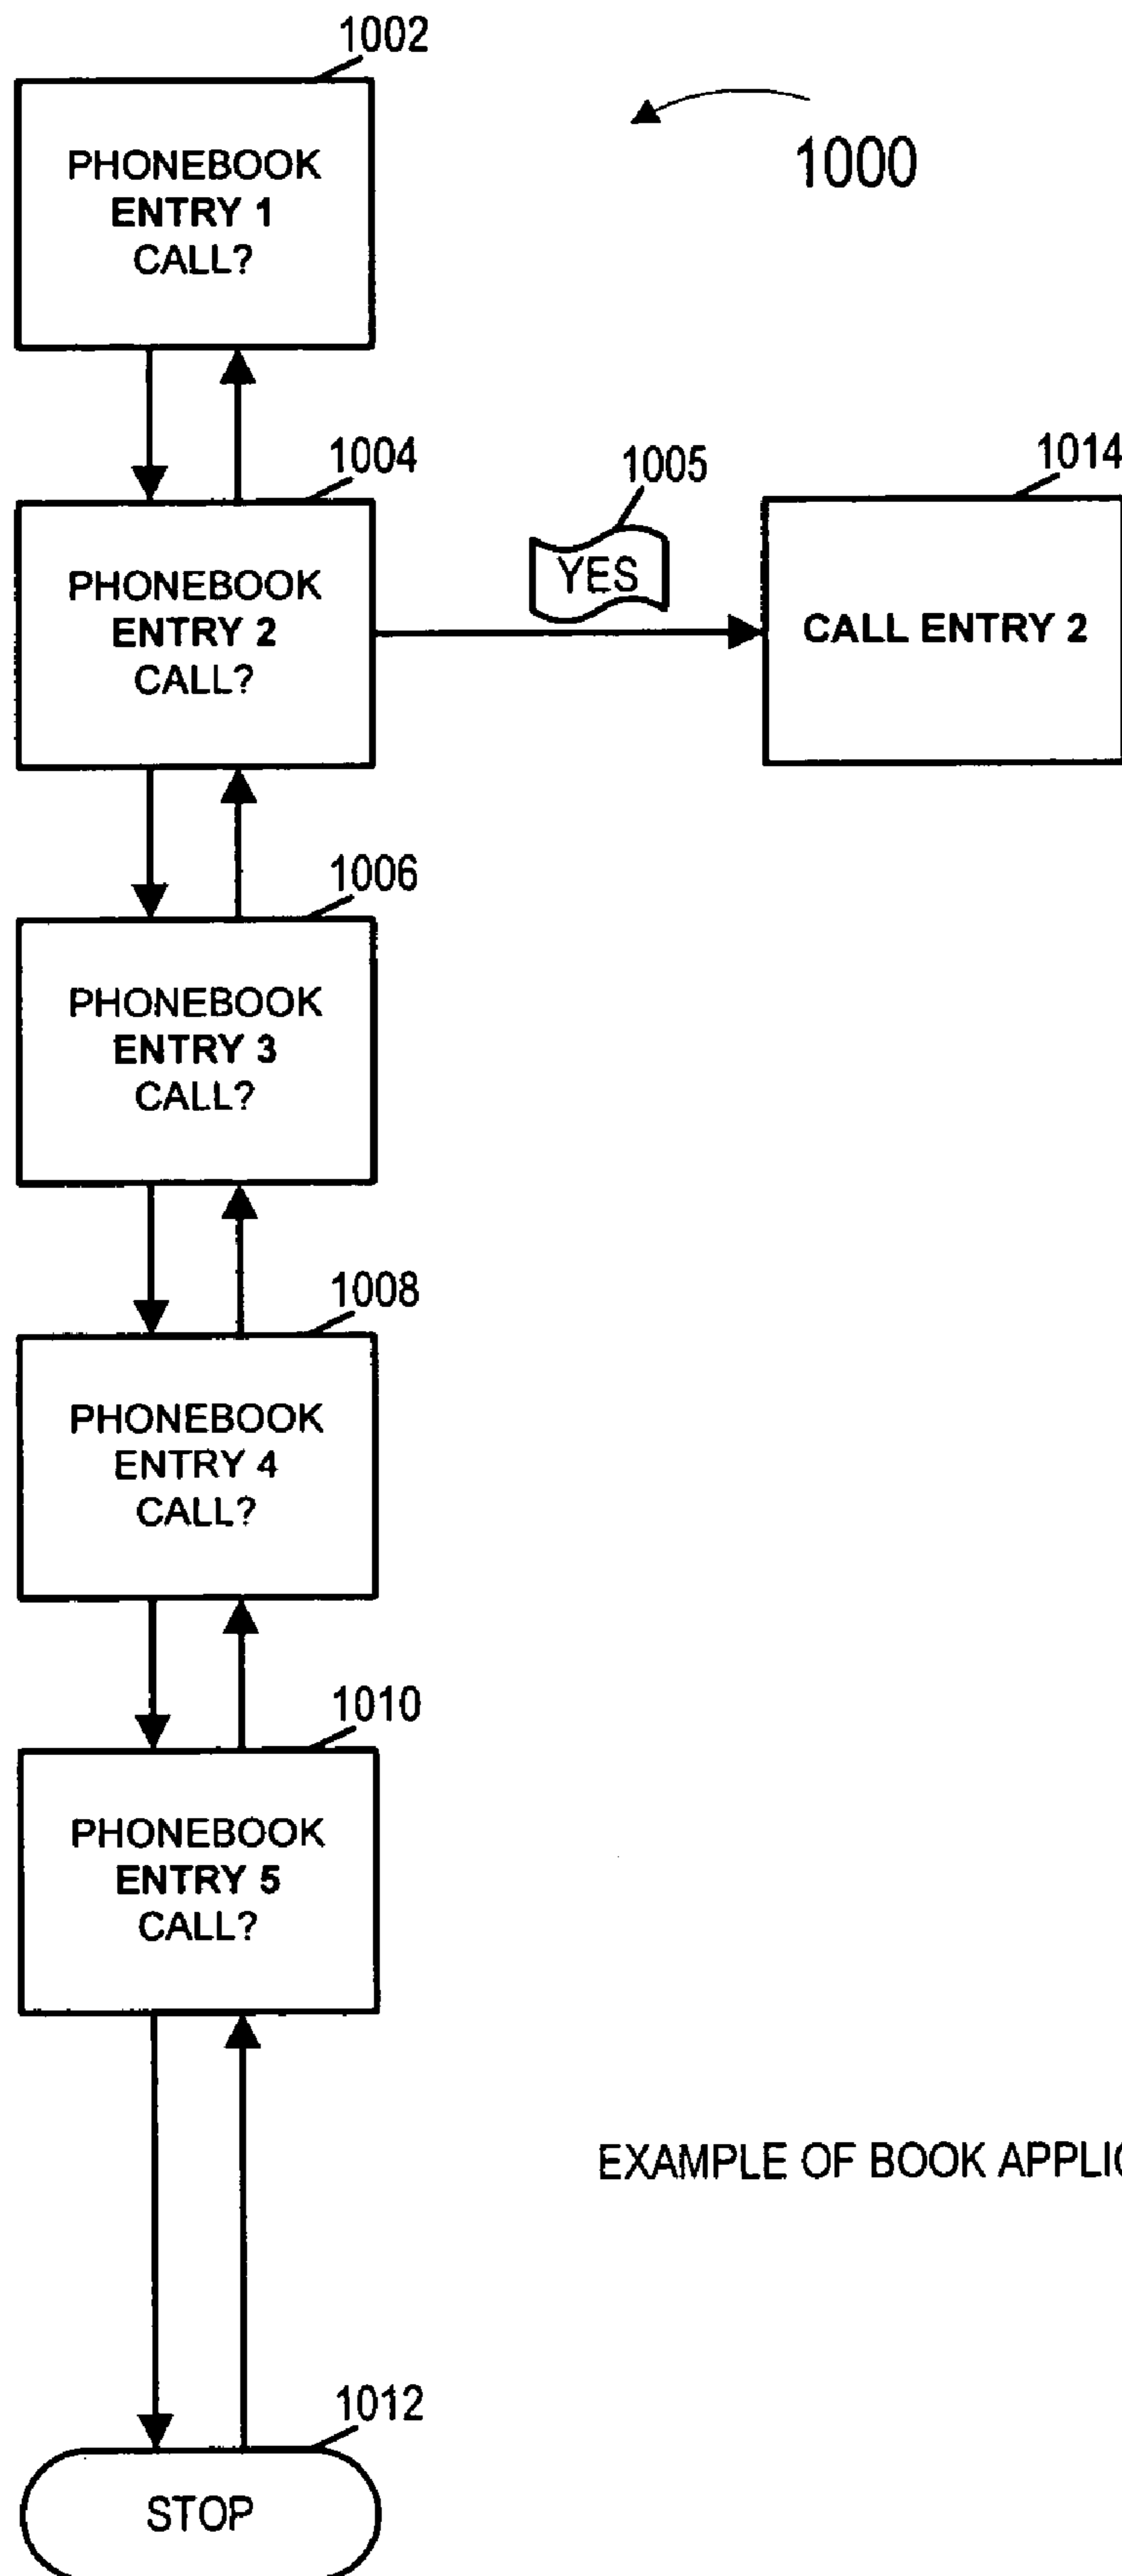 1002
PHONEBOOK
ENTRY 1
CALL?
1000
1004
PHONEBOOK
ENTRY 2
CALL?
1005
YES
1014
CALL ENTRY 2
1006
PHONEBOOK
ENTRY 3
CALL?
1008
PHONEBOOK
ENTRY 4
CALL?
1010
PHONEBOOK
ENTRY 5
CALL?
EXAMPLE OF BOOK
1012
STOP